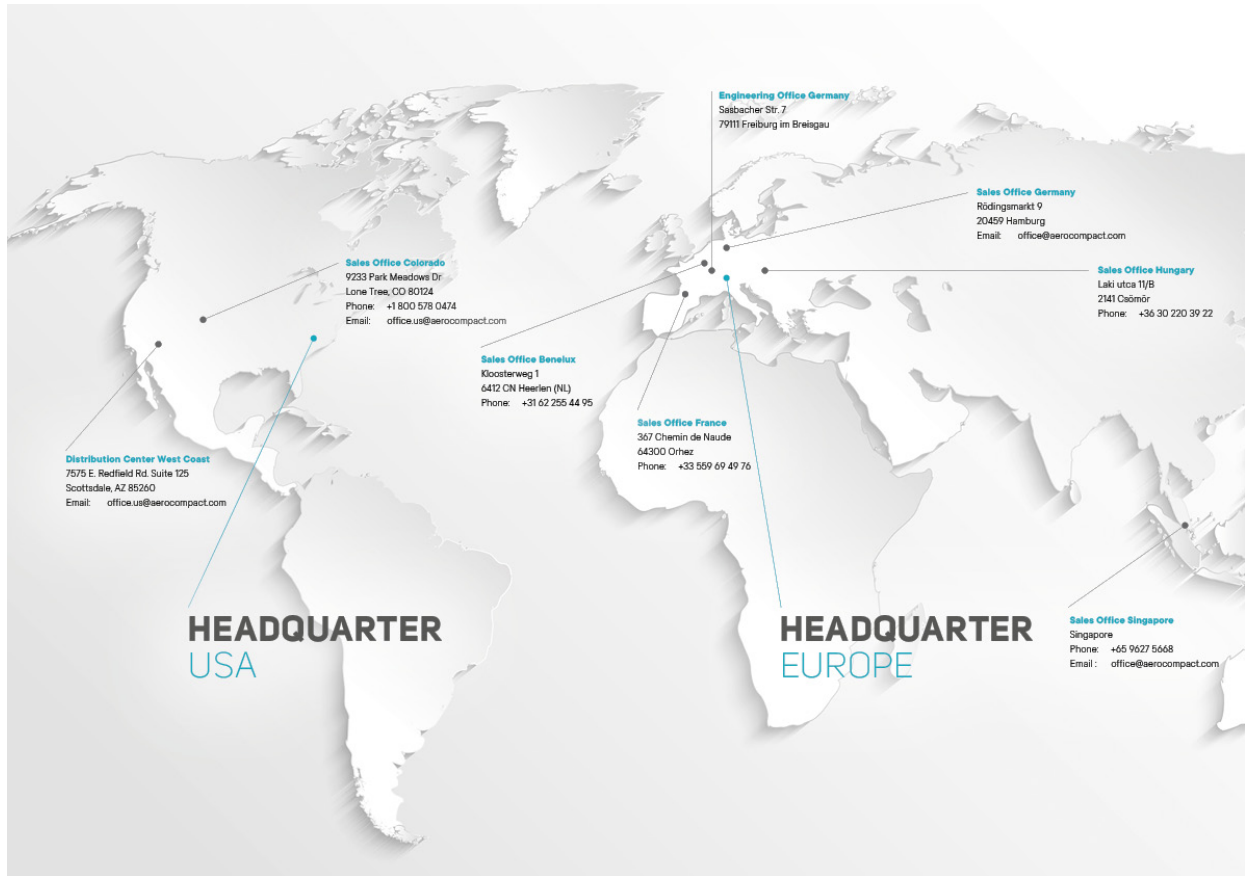 Engineering Office Germany
Sasbacher Str. 7
79111 Freiburg im Breisgau
Sales Office Germany
Rödingsmarkt 9
20459 Hamburg
Email: office@aerocompact.com
Sales Office Colorado
9233 Park Meadows Dr
Lone Tree, CO 80124
Phone: +1 800 578 0474
Email: office.us@aerocompact.com
Sales Office Hungary
Laki utca 11/B
2141 Csömör
Phone: +36 30 220 39 22
Sales Office Benelux
Kloosterweg 1
6412 CN Heerlen (NL)
Phone: +31 62 255 44 95
Sales Office France
367 Chemin de Naude
64300 Orhez
Phone: +33 559 69 49 76
Distribution Center West Coast
7575 E. Redfield Rd. Suite 125
Scottsdale, AZ 85260
Email: office.us@aerocompact.com
HEADQUARTER
USA
HEADQUARTER
EUROPE
Sales Office Singapore
Singapore
Phone: +65 9627 5668
Email : office@aerocompact.com